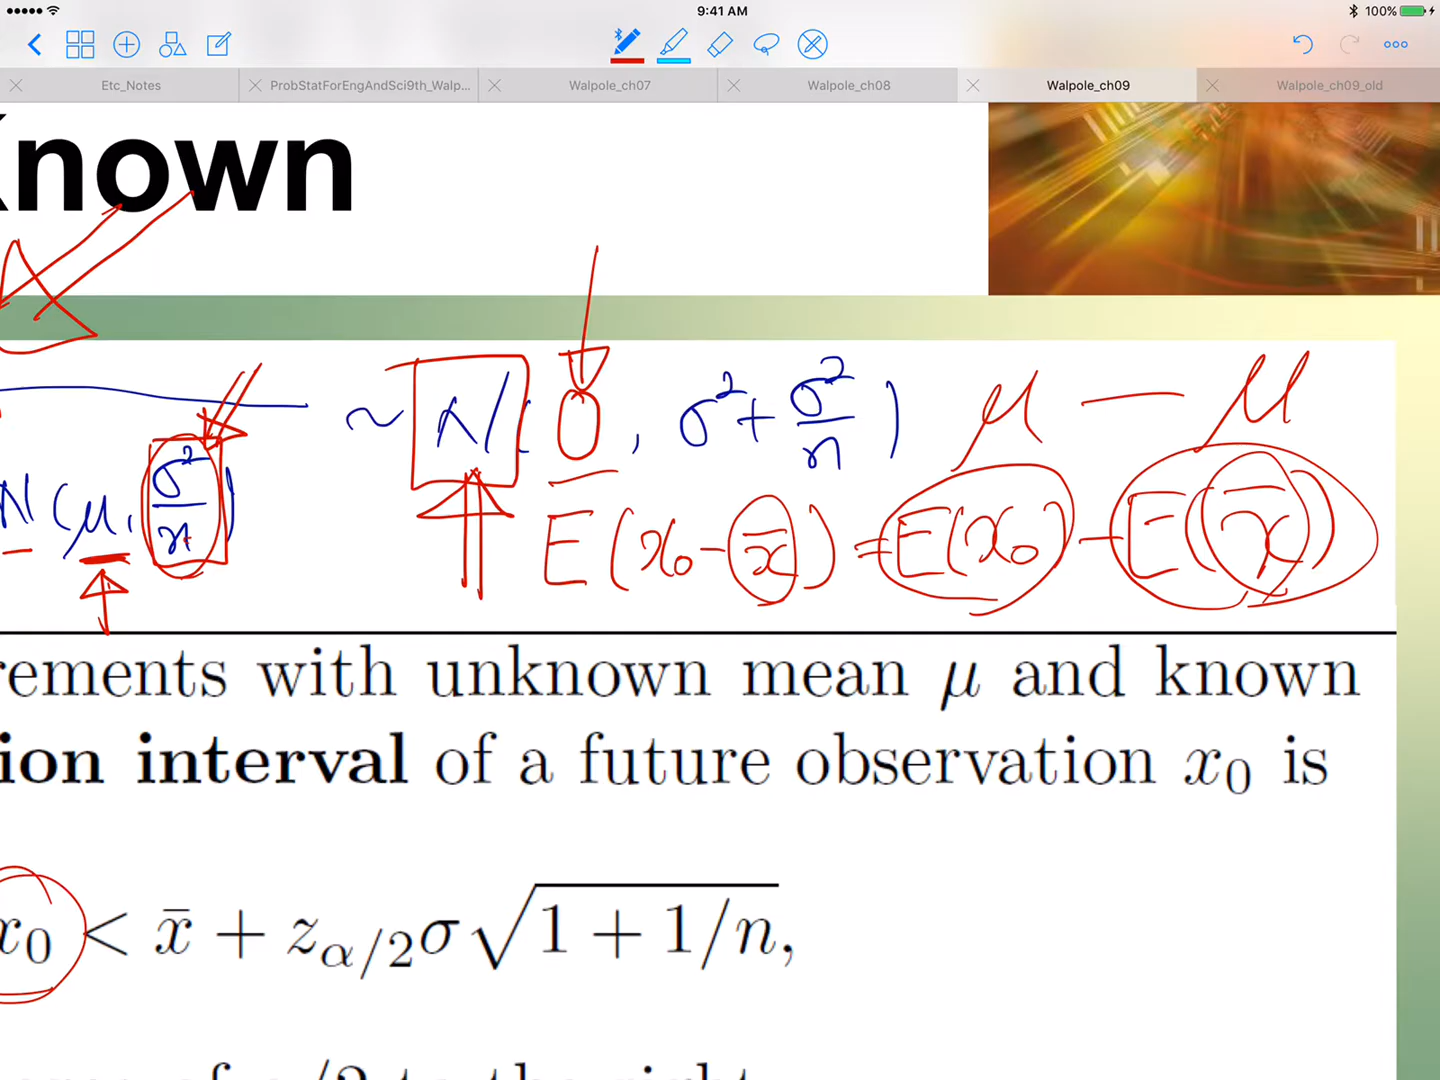 9:41 AM
100%
Etc_Notes
ProbStatForEngAndSci9th_Walp...
Walpole_ch07
Walpole_ch08
Walpole_ch09
Walpole_ch09_old
Known
~ N(0, σ² + σ²/n)
μ — μ
N(μ, σ²/n)
E(x₀ − x̄) = E(x₀) − E(x̄)
rements with unknown mean μ and known
ion interval of a future observation x₀ is
x₀ < x̄ + z_{α/2}σ√(1 + 1/n),